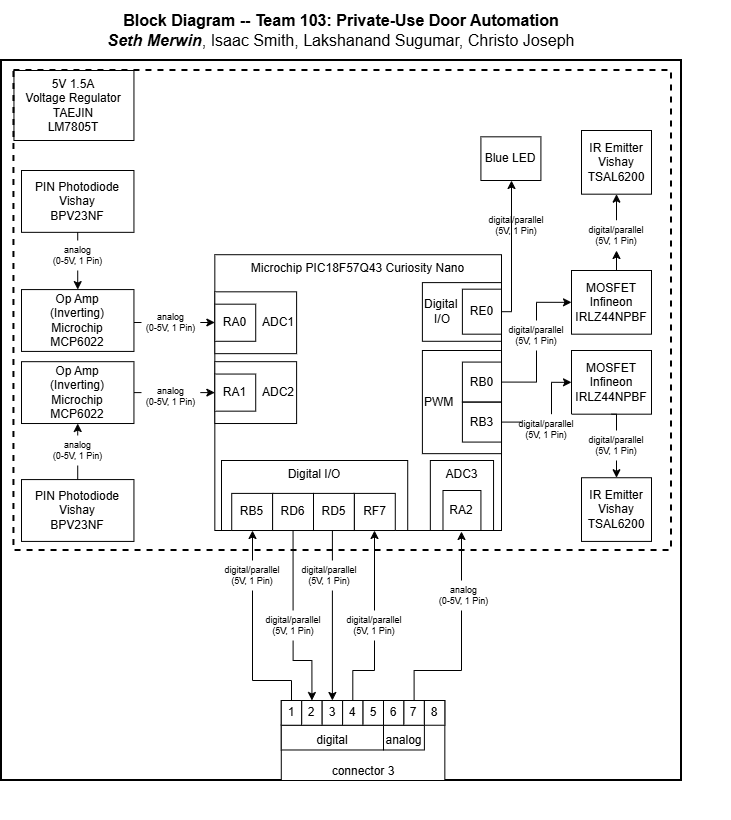 Block Diagram -- Team 103: Private-Use Door Automation
Seth Merwin, Isaac Smith, Lakshanand Sugumar, Christo Joseph
5V 1.5A
Voltage Regulator
TAEJIN
LM7805T
PIN Photodiode
Vishay
BPV23NF
analog
(0-5V, 1 Pin)
Op Amp
(Inverting)
Microchip
MCP6022
analog
(0-5V, 1 Pin)
Op Amp
(Inverting)
Microchip
MCP6022
analog
(0-5V, 1 Pin)
analog
(0-5V, 1 Pin)
PIN Photodiode
Vishay
BPV23NF
Microchip PIC18F57Q43 Curiosity Nano
RA0
ADC1
RA1
ADC2
Digital
I/O
RE0
PWM
RB0
RB3
Digital I/O
RB5
RD6
RD5
RF7
ADC3
RA2
Blue LED
digital/parallel
(5V, 1 Pin)
IR Emitter
Vishay
TSAL6200
digital/parallel
(5V, 1 Pin)
MOSFET
Infineon
IRLZ44NPBF
digital/parallel
(5V, 1 Pin)
MOSFET
Infineon
IRLZ44NPBF
digital/parallel
(5V, 1 Pin)
digital/parallel
(5V, 1 Pin)
IR Emitter
Vishay
TSAL6200
digital/parallel
(5V, 1 Pin)
digital/parallel
(5V, 1 Pin)
digital/parallel
(5V, 1 Pin)
digital/parallel
(5V, 1 Pin)
analog
(0-5V, 1 Pin)
1 2 3 4 5 6 7 8
digital
analog
connector 3